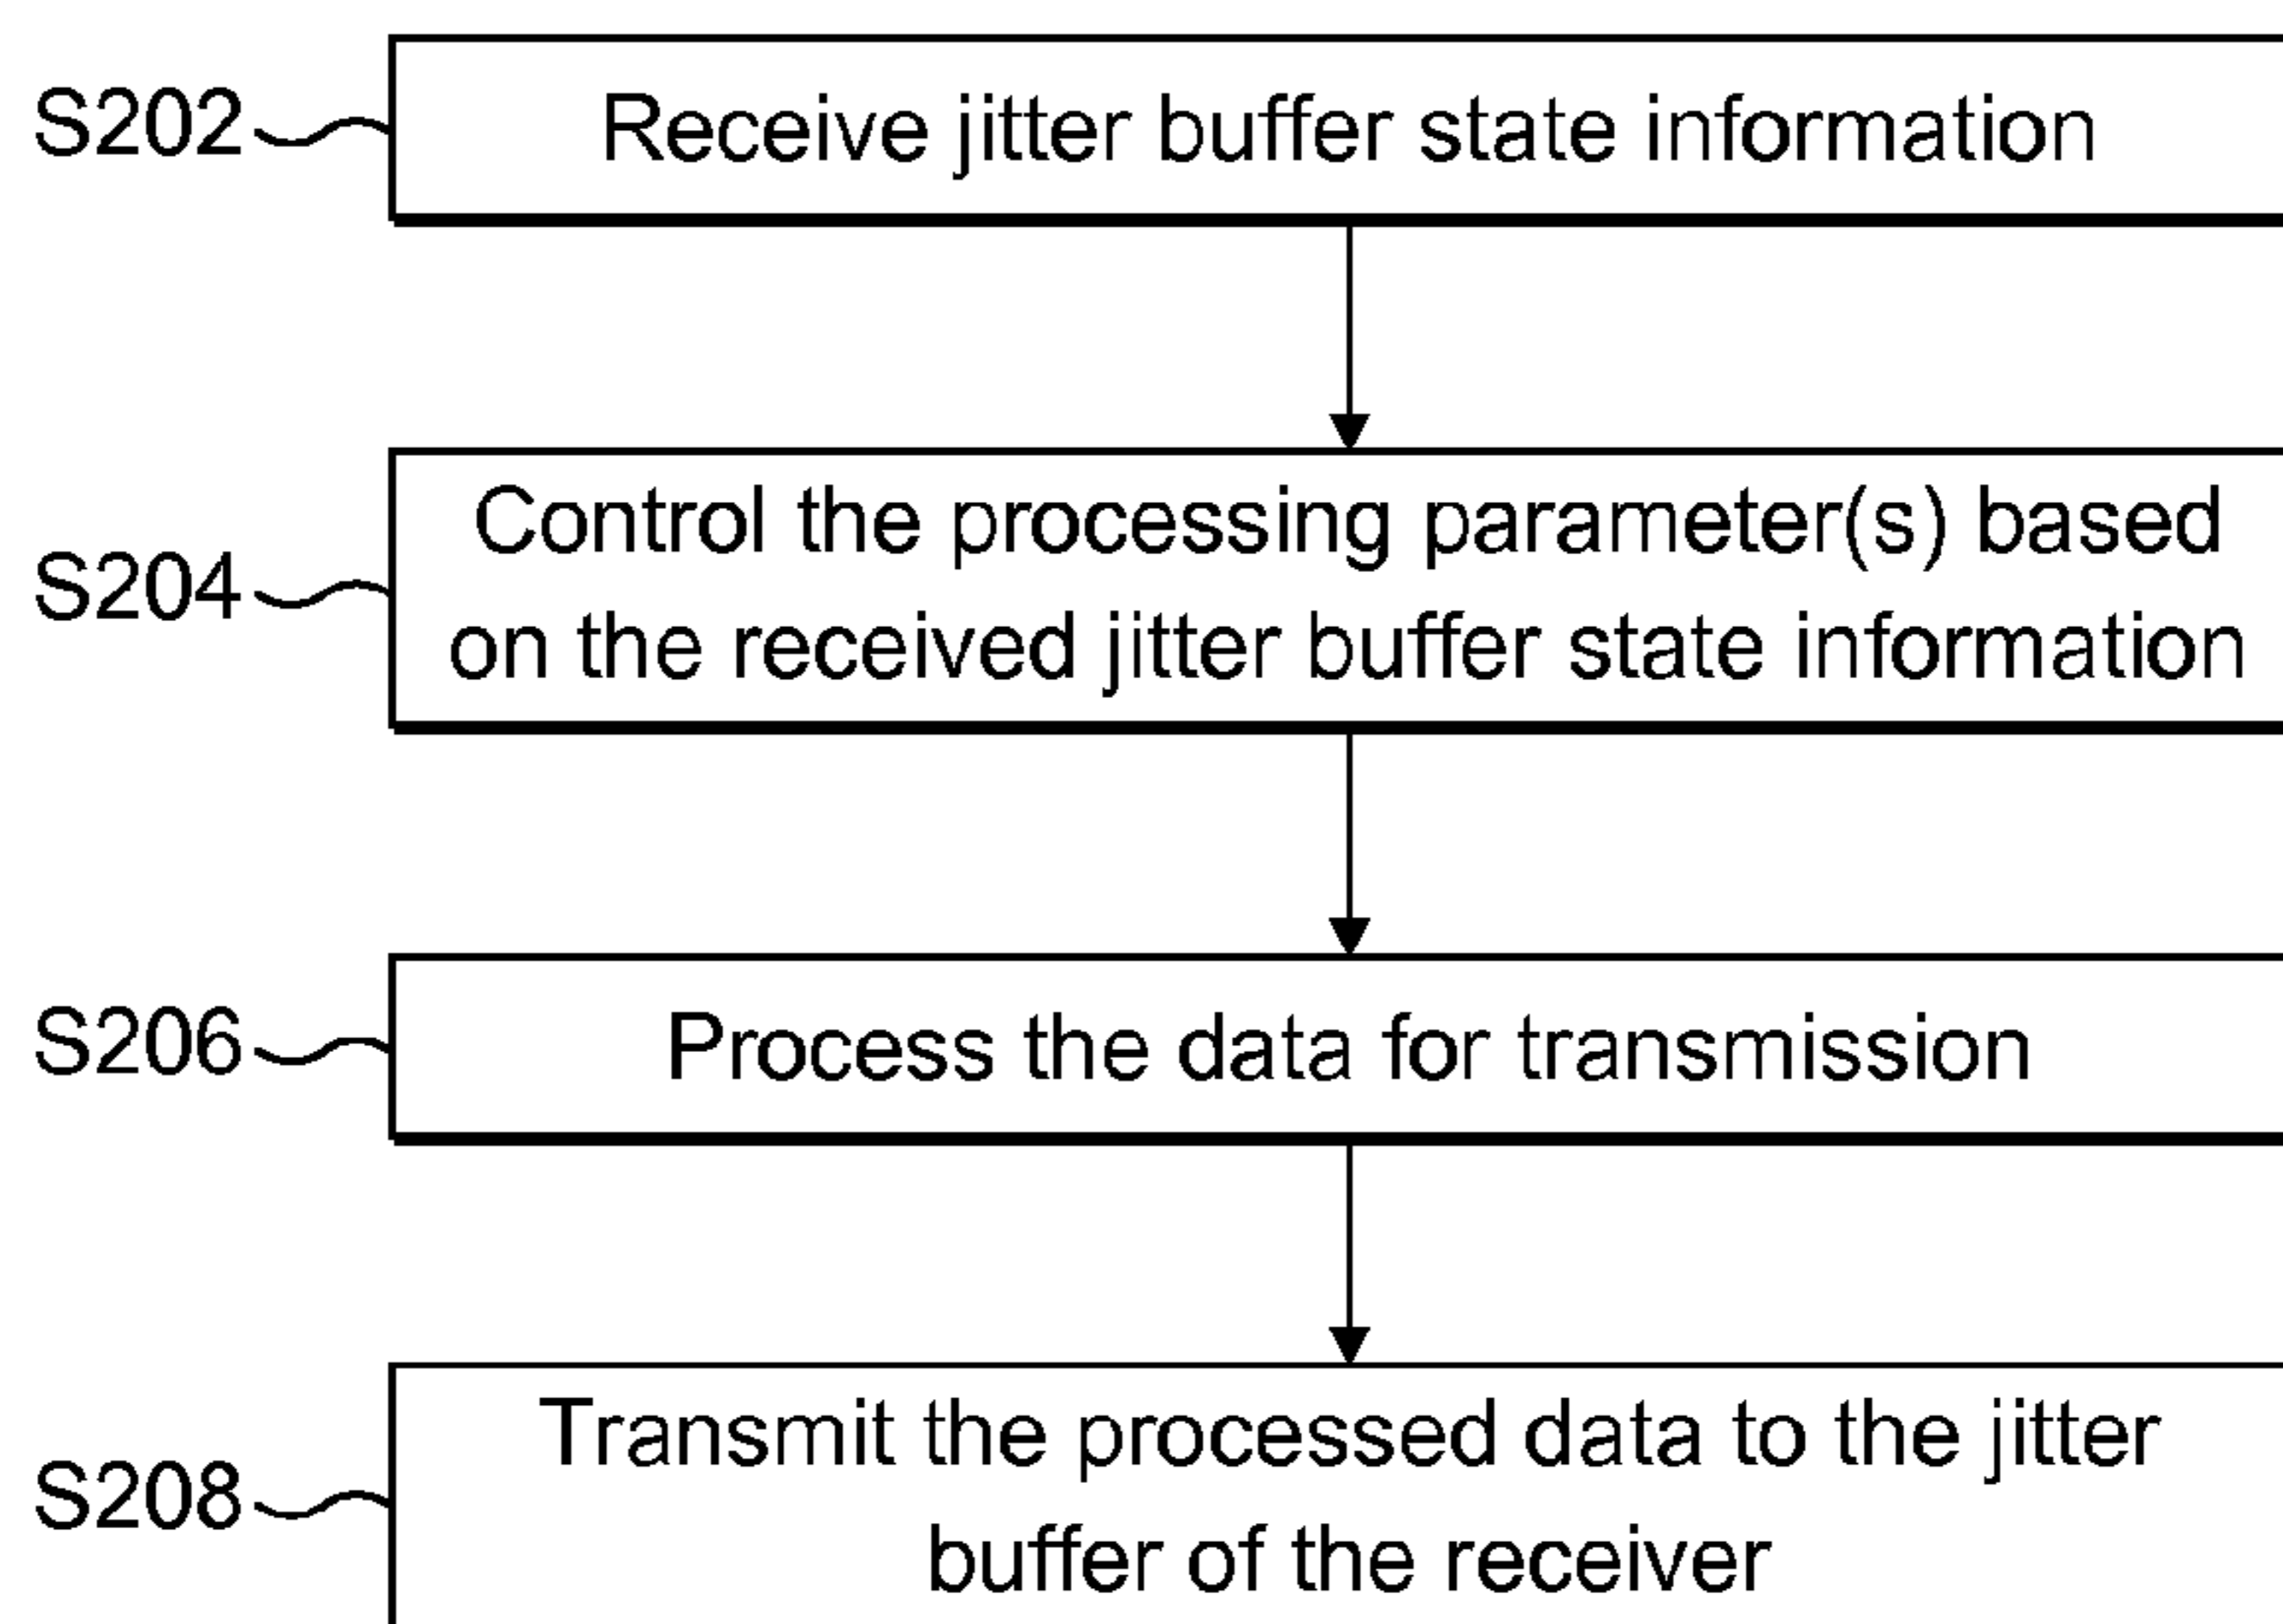 S202
Receive jitter buffer state information
S204
Control the processing parameter(s) based
on the received jitter buffer state information
S206
Process the data for transmission
S208
Transmit the processed data to the jitter
buffer of the receiver